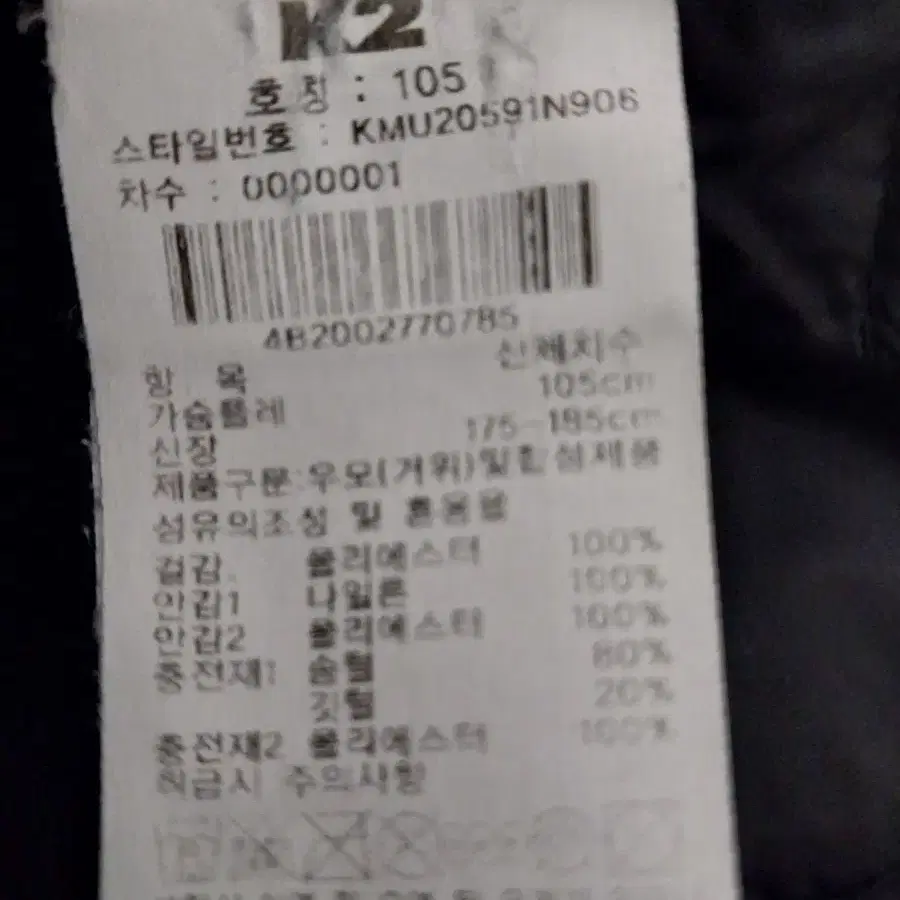 K2
호칭 : 105
스타일번호 : KMU20591N906
차수 : 0000001
4B2002770785
항 목 신체치수
가슴둘레 105cm
신장 175-185cm
제품구분:우모(거위)및합성제품
섬유의조성 및 혼용율
겉감. 폴리에스터 100%
안감1 나일론 100%
안감2 폴리에스터 100%
충전재1 솜털 80%
깃털 20%
충전재2 폴리에스터 100%
취급시 주의사항